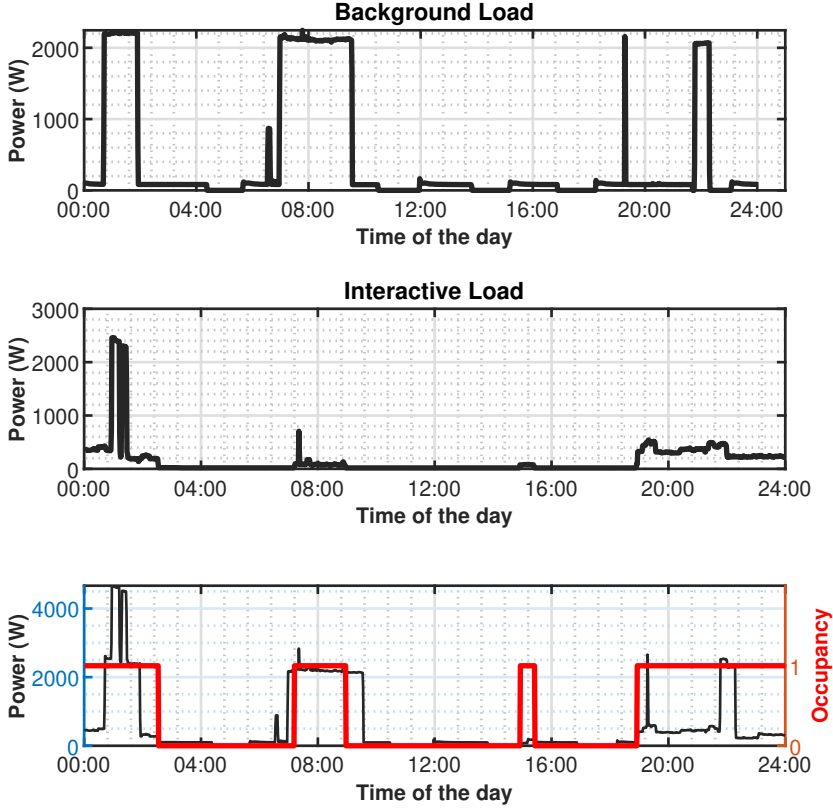 Background Load
Power (W)
2000
1000
0
00:00 04:00 08:00 12:00 16:00 20:00 24:00
Time of the day
Interactive Load
Power (W)
3000
2000
1000
0
00:00 04:00 08:00 12:00 16:00 20:00 24:00
Time of the day
Power (W)
4000
2000
0
1
0
Occupancy
00:00 04:00 08:00 12:00 16:00 20:00 24:00
Time of the day